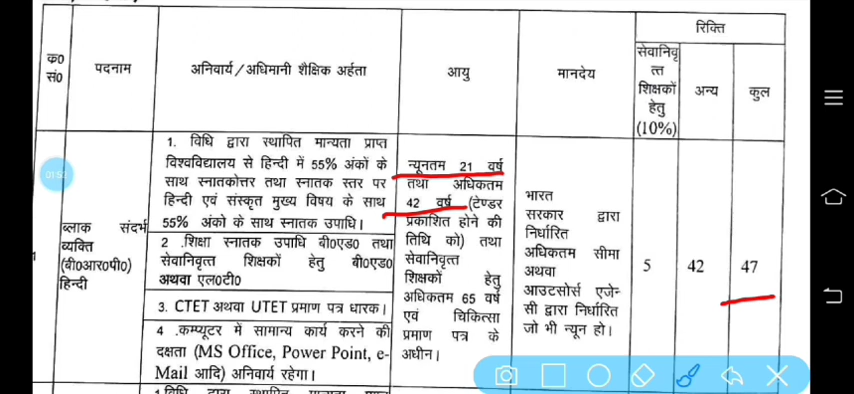 रिक्ति
क0
सं0
पदनाम
अनिवार्य/अधिमानी शैक्षिक अर्हता
आयु
मानदेय
सेवानिवृ
त्त
शिक्षकों
हेतु
(10%)
अन्य
कुल
1
ब्लाक संदर्भ
व्यक्ति
(बी0आर0पी0)
हिन्दी
1. विधि द्वारा स्थापित मान्यता प्राप्त
विश्वविद्यालय से हिन्दी में 55% अंकों के
साथ स्नातकोत्तर तथा स्नातक स्तर पर
हिन्दी एवं संस्कृत मुख्य विषय के साथ
55% अंको के साथ स्नातक उपाधि।
2 .शिक्षा स्नातक उपाधि बी0एड0 तथा
सेवानिवृत्त शिक्षकों हेतु बी0एड0
अथवा एल0टी0
3. CTET अथवा UTET प्रमाण पत्र धारक।
4 .कम्प्यूटर में सामान्य कार्य करने की
दक्षता (MS Office, Power Point, e-
Mail आदि) अनिवार्य रहेगा।
न्यूनतम 21 वर्ष
तथा अधिकतम
42 वर्ष (टेण्डर
प्रकाशित होने की
तिथि को) तथा
सेवानिवृत्त
शिक्षकों हेतु
अधिकतम 65 वर्ष
एवं चिकित्सा
प्रमाण पत्र के
अधीन।
भारत
सरकार द्वारा
निर्धारित
अधिकतम सीमा
अथवा
आउटसोर्स एजे-
सी द्वारा निर्धारित
जो भी न्यून हो।
5
42
47
1 विधि द्वारा स्थापित मान्यता प्राप्त